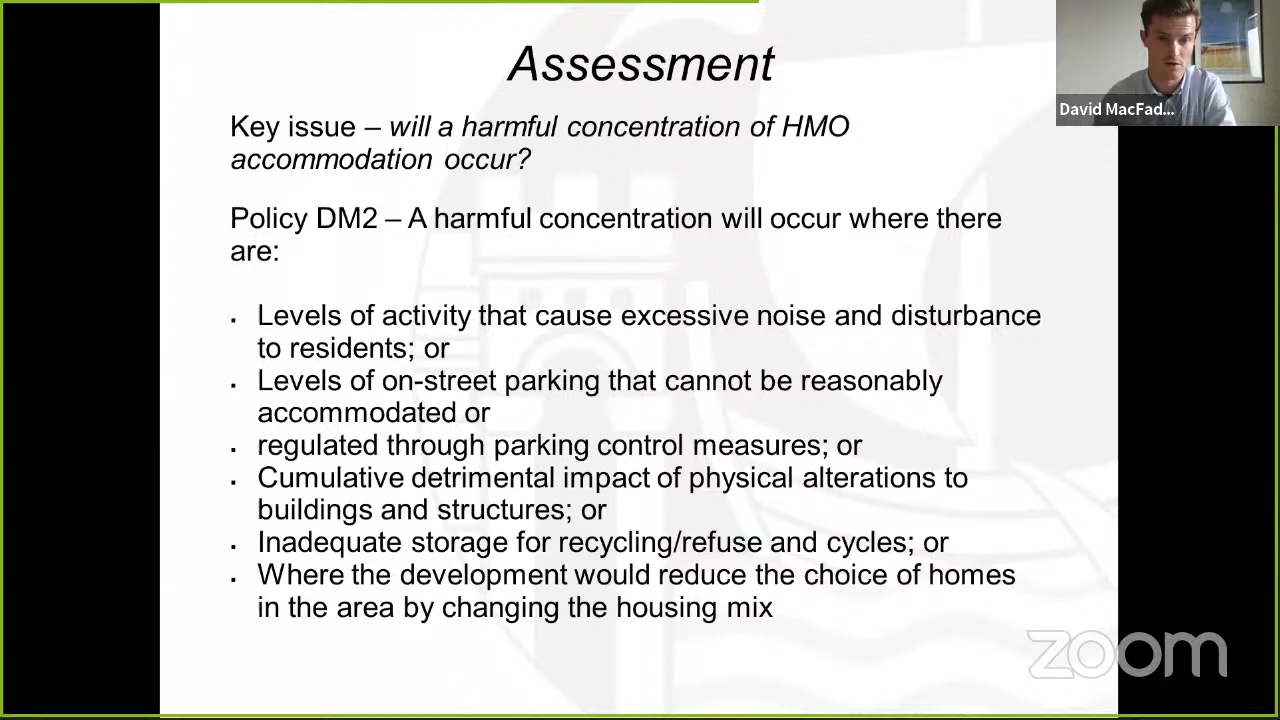 Assessment
David MacFad...
Key issue – will a harmful concentration of HMO
accommodation occur?
Policy DM2 – A harmful concentration will occur where there
are:
▪ Levels of activity that cause excessive noise and disturbance
to residents; or
▪ Levels of on-street parking that cannot be reasonably
accommodated or
▪ regulated through parking control measures; or
▪ Cumulative detrimental impact of physical alterations to
buildings and structures; or
▪ Inadequate storage for recycling/refuse and cycles; or
▪ Where the development would reduce the choice of homes
in the area by changing the housing mix
zoom